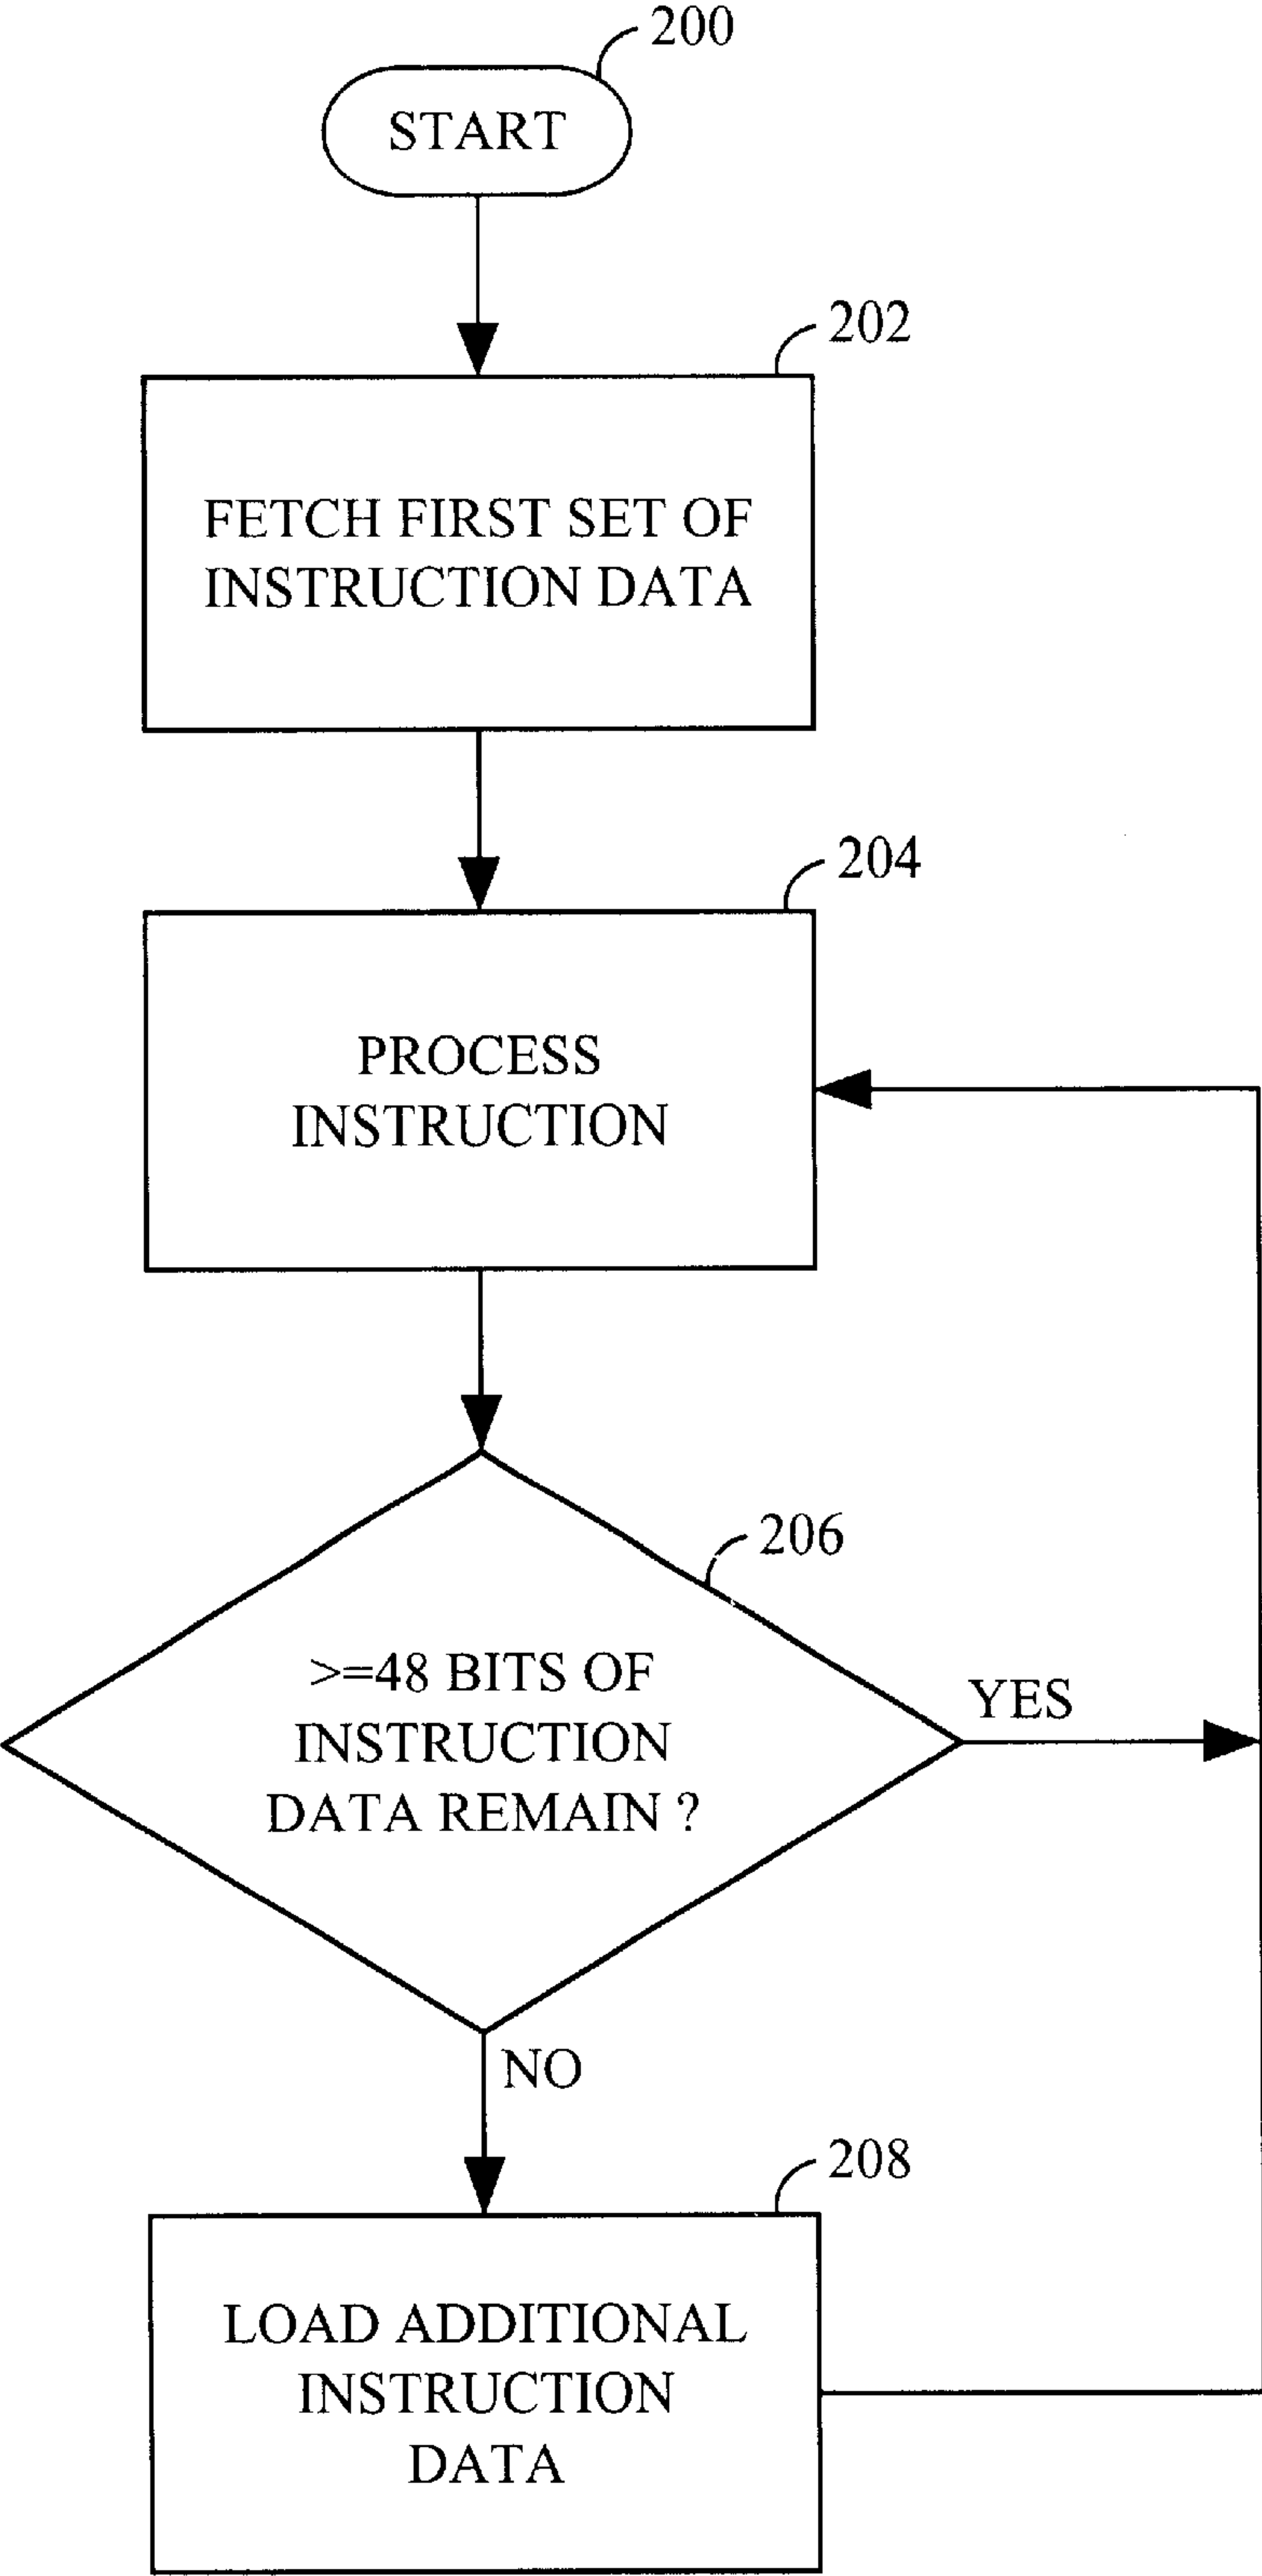 200
START
202
FETCH FIRST SET OF
INSTRUCTION DATA
204
PROCESS
INSTRUCTION
206
>=48 BITS OF
INSTRUCTION
DATA REMAIN ?
YES
NO
208
LOAD ADDITIONAL
INSTRUCTION
DATA